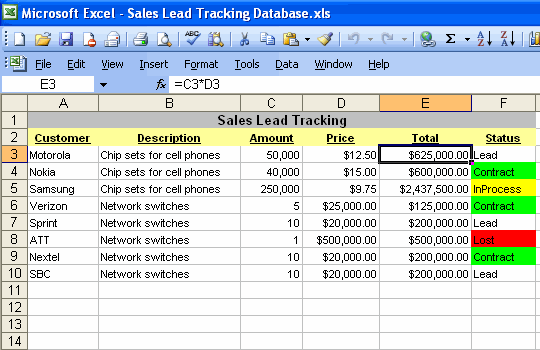 Microsoft Excel - Sales Lead Tracking Database.xls
ABC
Σ
A
Z
Z
A
File Edit View Insert Format Tools Data Window Help
E3 fx =C3*D3
A B C D E F
1 Sales Lead Tracking
2 Customer Description Amount Price Total Status
3 Motorola Chip sets for cell phones 50,000 $12.50 $625,000.00 Lead
4 Nokia Chip sets for cell phones 40,000 $15.00 $600,000.00 Contract
5 Samsung Chip sets for cell phones 250,000 $9.75 $2,437,500.00 InProcess
6 Verizon Network switches 5 $25,000.00 $125,000.00 Contract
7 Sprint Network switches 10 $20,000.00 $200,000.00 Lead
8 ATT Network switches 1 $500,000.00 $500,000.00 Lost
9 Nextel Network switches 10 $20,000.00 $200,000.00 Contract
10 SBC Network switches 10 $20,000.00 $200,000.00 Lead
11
12
13
14